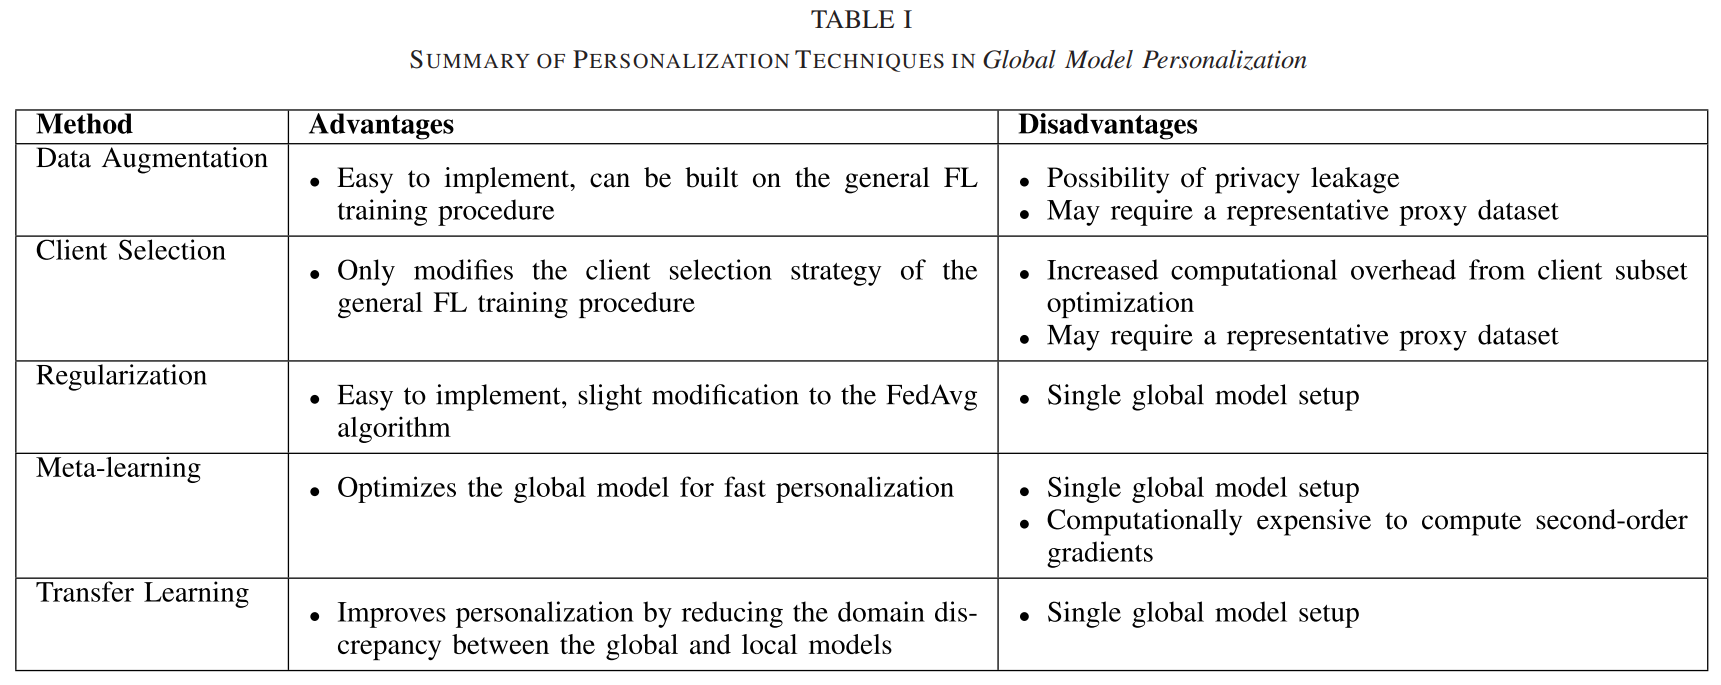 TABLE I
SUMMARY OF PERSONALIZATION TECHNIQUES IN Global Model Personalization
Method Advantages Disadvantages
Data Augmentation
• Easy to implement, can be built on the general FL
training procedure
• Possibility of privacy leakage
• May require a representative proxy dataset
Client Selection
• Only modifies the client selection strategy of the
general FL training procedure
• Increased computational overhead from client subset
optimization
• May require a representative proxy dataset
Regularization
• Easy to implement, slight modification to the FedAvg
algorithm
• Single global model setup
Meta-learning
• Optimizes the global model for fast personalization
• Single global model setup
• Computationally expensive to compute second-order
gradients
Transfer Learning
• Improves personalization by reducing the domain dis-
crepancy between the global and local models
• Single global model setup